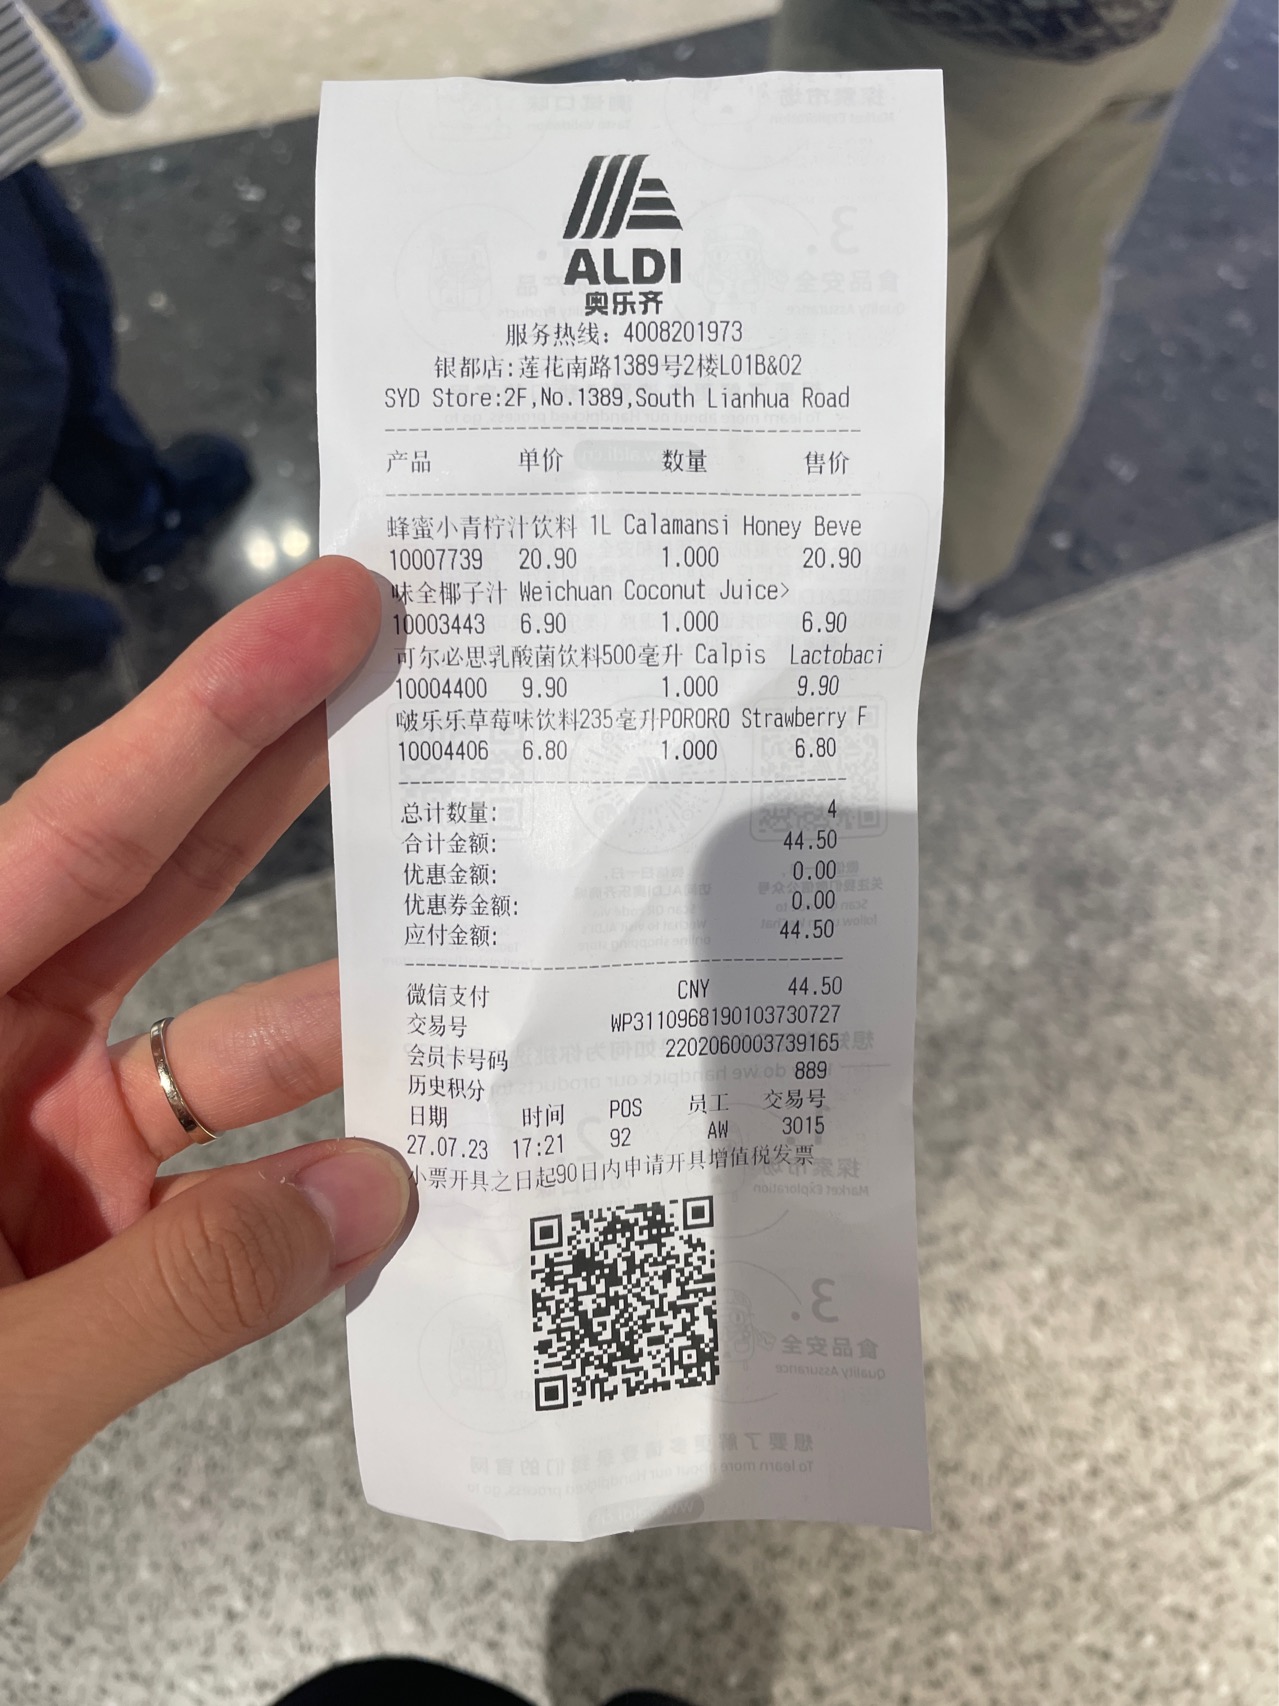 ALDI
奥乐齐
服务热线: 4008201973
银都店:莲花南路1389号2楼L01B&02
SYD Store:2F,No.1389,South Lianhua Road
产品 单价 数量 售价
蜂蜜小青柠汁饮料 1L Calamansi Honey Beve
10007739 20.90 1.000 20.90
味全椰子汁 Weichuan Coconut Juice>
10003443 6.90 1.000 6.90
可尔必思乳酸菌饮料500毫升 Calpis Lactobaci
10004400 9.90 1.000 9.90
啵乐乐草莓味饮料235毫升PORORO Strawberry F
10004406 6.80 1.000 6.80
总计数量: 4
合计金额: 44.50
优惠金额: 0.00
优惠券金额: 0.00
应付金额: 44.50
微信支付 CNY 44.50
交易号 WP31109681901037​30727
会员卡号码 2202060003739165
历史积分 889
日期 时间 POS 员工 交易号
27.07.23 17:21 92 AW 3015
小票开具之日起90日内申请开具增值税发票